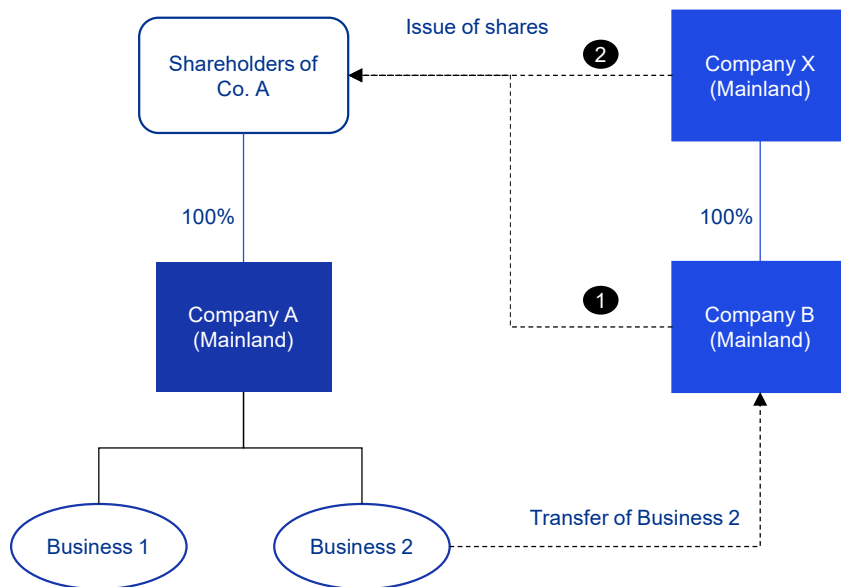 Issue of shares
Shareholders of
Co. A
2
Company X
(Mainland)
100%
100%
Company A
(Mainland)
1
Company B
(Mainland)
Business 1
Business 2
Transfer of Business 2